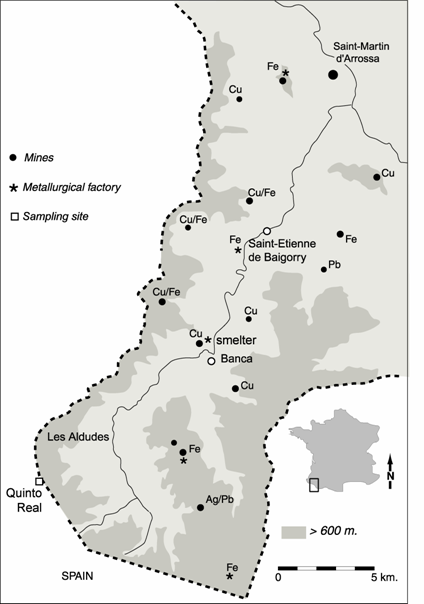 Saint-Martin
d'Arrossa
Fe
Cu
Mines
Metallurgical factory
Sampling site
Cu
Cu/Fe
Cu/Fe
Fe
Saint-Etienne
de Baigorry
Fe
Pb
Cu/Fe
Cu
Cu
smelter
Banca
Cu
Les Aldudes
Fe
Quinto
Real
Ag/Pb
N
> 600 m.
Fe
SPAIN
0
5 km.